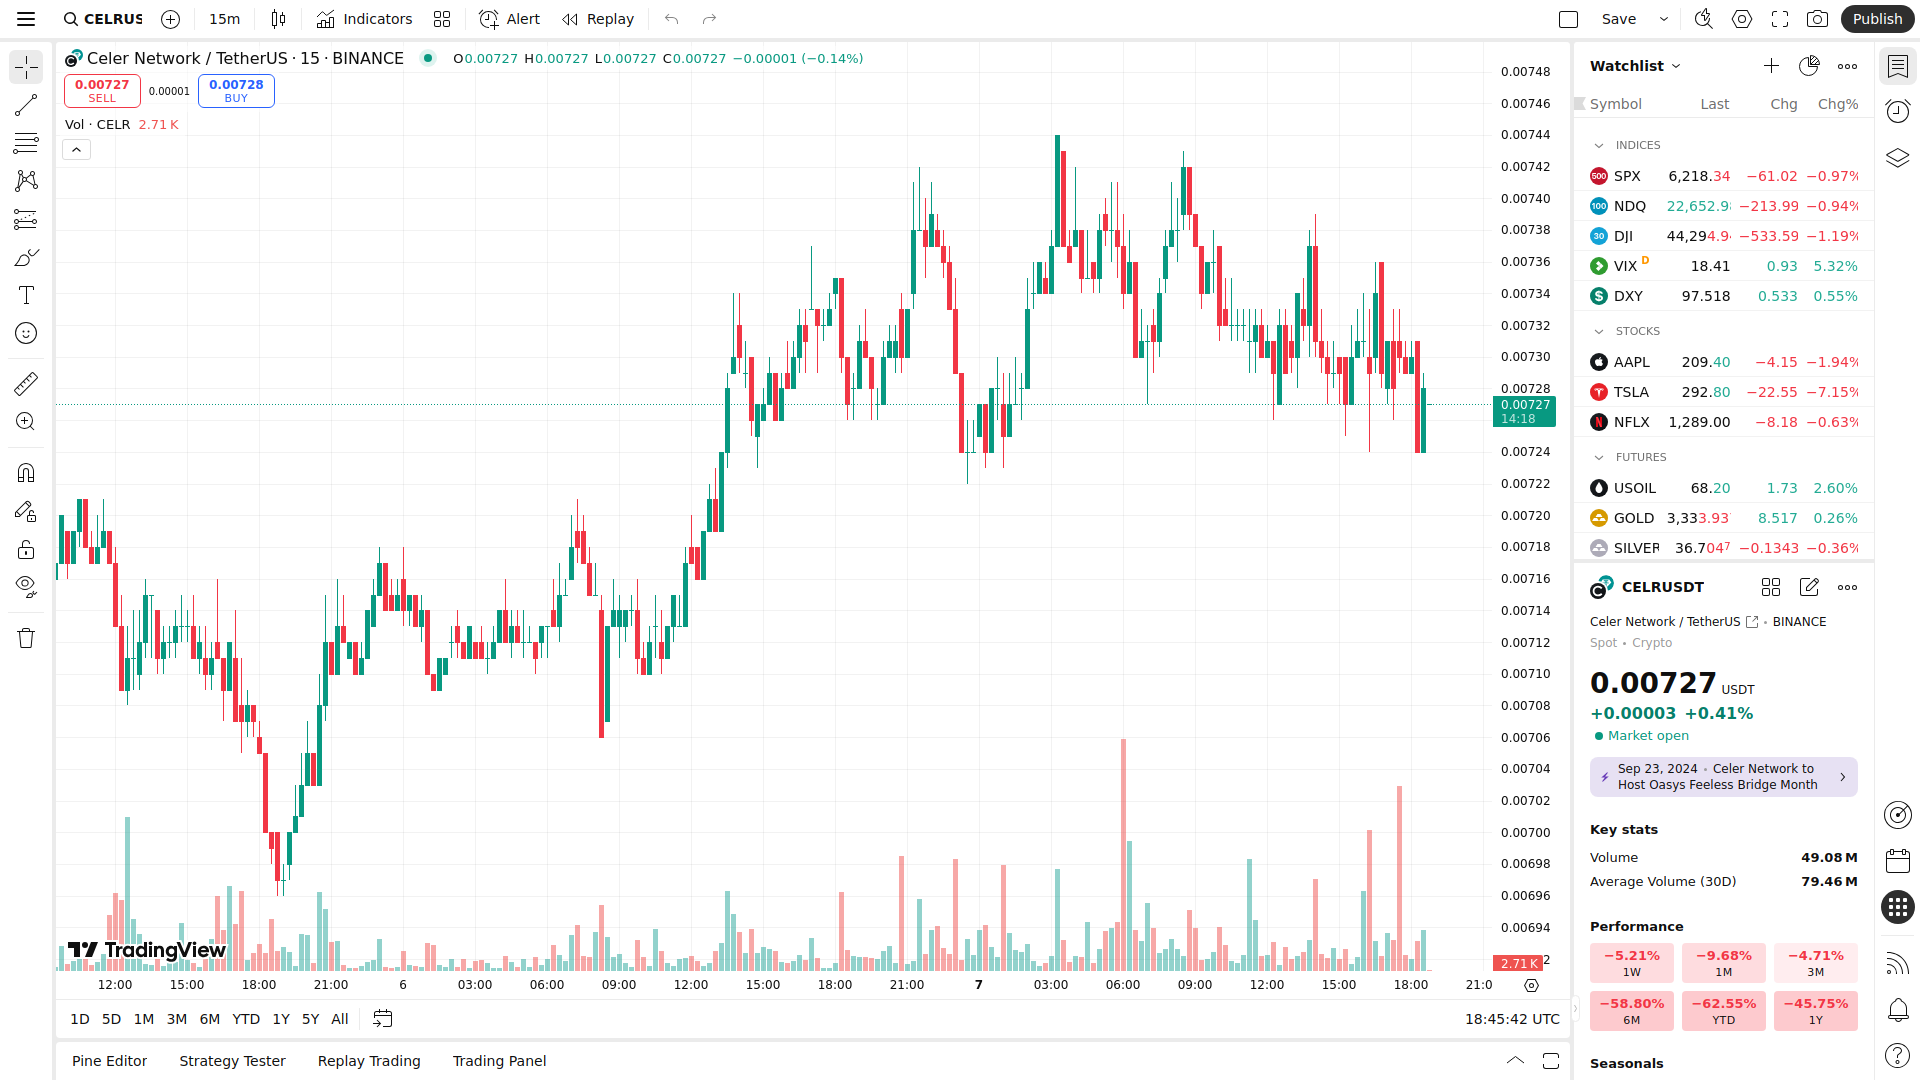 CELRUS
15m
Indicators
Alert
Replay
Save
Publish
Celer Network / TetherUS · 15 · BINANCE
O0.00727 H0.00727 L0.00727 C0.00727 −0.00001 (−0.14%)
0.00727
SELL
0.00001
0.00728
BUY
Vol · CELR 2.71 K
0.00748
0.00746
0.00744
0.00742
0.00740
0.00738
0.00736
0.00734
0.00732
0.00730
0.00728
0.00727
14:18
0.00724
0.00722
0.00720
0.00718
0.00716
0.00714
0.00712
0.00710
0.00708
0.00706
0.00704
0.00702
0.00700
0.00698
0.00696
0.00694
2.71 K
TradingView
12:00 15:00 18:00 21:00 6 03:00 06:00 09:00 12:00 15:00 18:00 21:00 7 03:00 06:00 09:00 12:00 15:00 18:00 21:0
1D 5D 1M 3M 6M YTD 1Y 5Y All
18:45:42 UTC
Pine Editor
Strategy Tester
Replay Trading
Trading Panel
Watchlist
Symbol Last Chg Chg%
INDICES
500 SPX 6,218.34 −61.02 −0.97%
100 NDQ 22,652.9 −213.99 −0.94%
30 DJI 44,294.9 −533.59 −1.19%
VIX D 18.41 0.93 5.32%
DXY 97.518 0.533 0.55%
STOCKS
AAPL 209.40 −4.15 −1.94%
TSLA 292.80 −22.55 −7.15%
NFLX 1,289.00 −8.18 −0.63%
FUTURES
USOIL 68.20 1.73 2.60%
GOLD 3,333.93 8.517 0.26%
SILVER 36.7047 −0.1343 −0.36%
CELRUSDT
Celer Network / TetherUS • BINANCE
Spot • Crypto
0.00727 USDT
+0.00003 +0.41%
Market open
Sep 23, 2024 • Celer Network to
Host Oasys Feeless Bridge Month
Key stats
Volume 49.08 M
Average Volume (30D) 79.46 M
Performance
−5.21% −9.68% −4.71%
1W 1M 3M
−58.80% −62.55% −45.75%
6M YTD 1Y
Seasonals